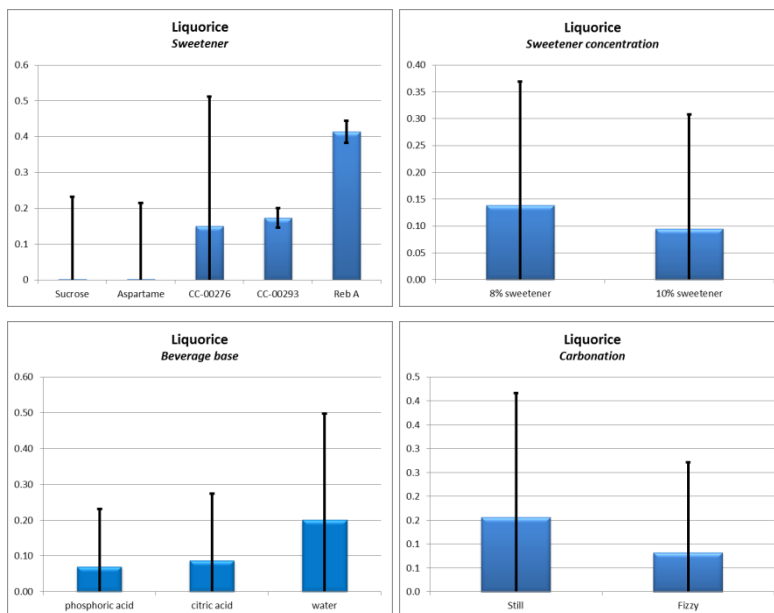 Liquorice
Sweetener
0.6
0.5
0.4
0.3
0.2
0.1
0
Sucrose Aspartame CC-00276 CC-00293 Reb A
Liquorice
Sweetener concentration
0.40
0.35
0.30
0.25
0.20
0.15
0.10
0.05
0.00
8% sweetener 10% sweetener
Liquorice
Beverage base
0.60
0.50
0.40
0.30
0.20
0.10
0.00
phosphoric acid citric acid water
Liquorice
Carbonation
0.5
0.4
0.4
0.3
0.3
0.2
0.2
0.1
0.1
0.0
Still Fizzy